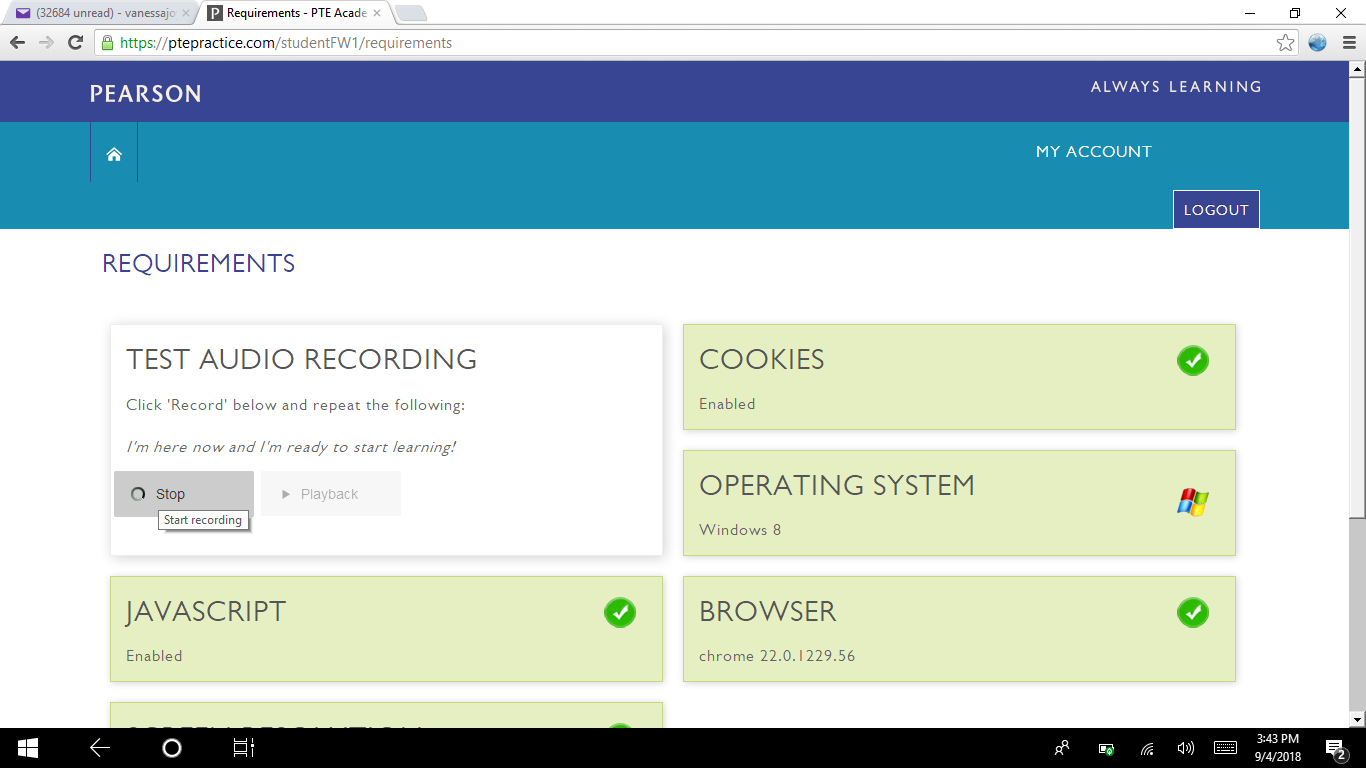 (32684 unread) - vanessajo
Requirements - PTE Acade
https://ptepractice.com/studentFW1/requirements
PEARSON
ALWAYS LEARNING
MY ACCOUNT
LOGOUT
REQUIREMENTS
TEST AUDIO RECORDING
Click 'Record' below and repeat the following:
I'm here now and I'm ready to start learning!
Stop
Playback
Start recording
COOKIES
Enabled
OPERATING SYSTEM
Windows 8
JAVASCRIPT
Enabled
BROWSER
chrome 22.0.1229.56
3:43 PM
9/4/2018
2